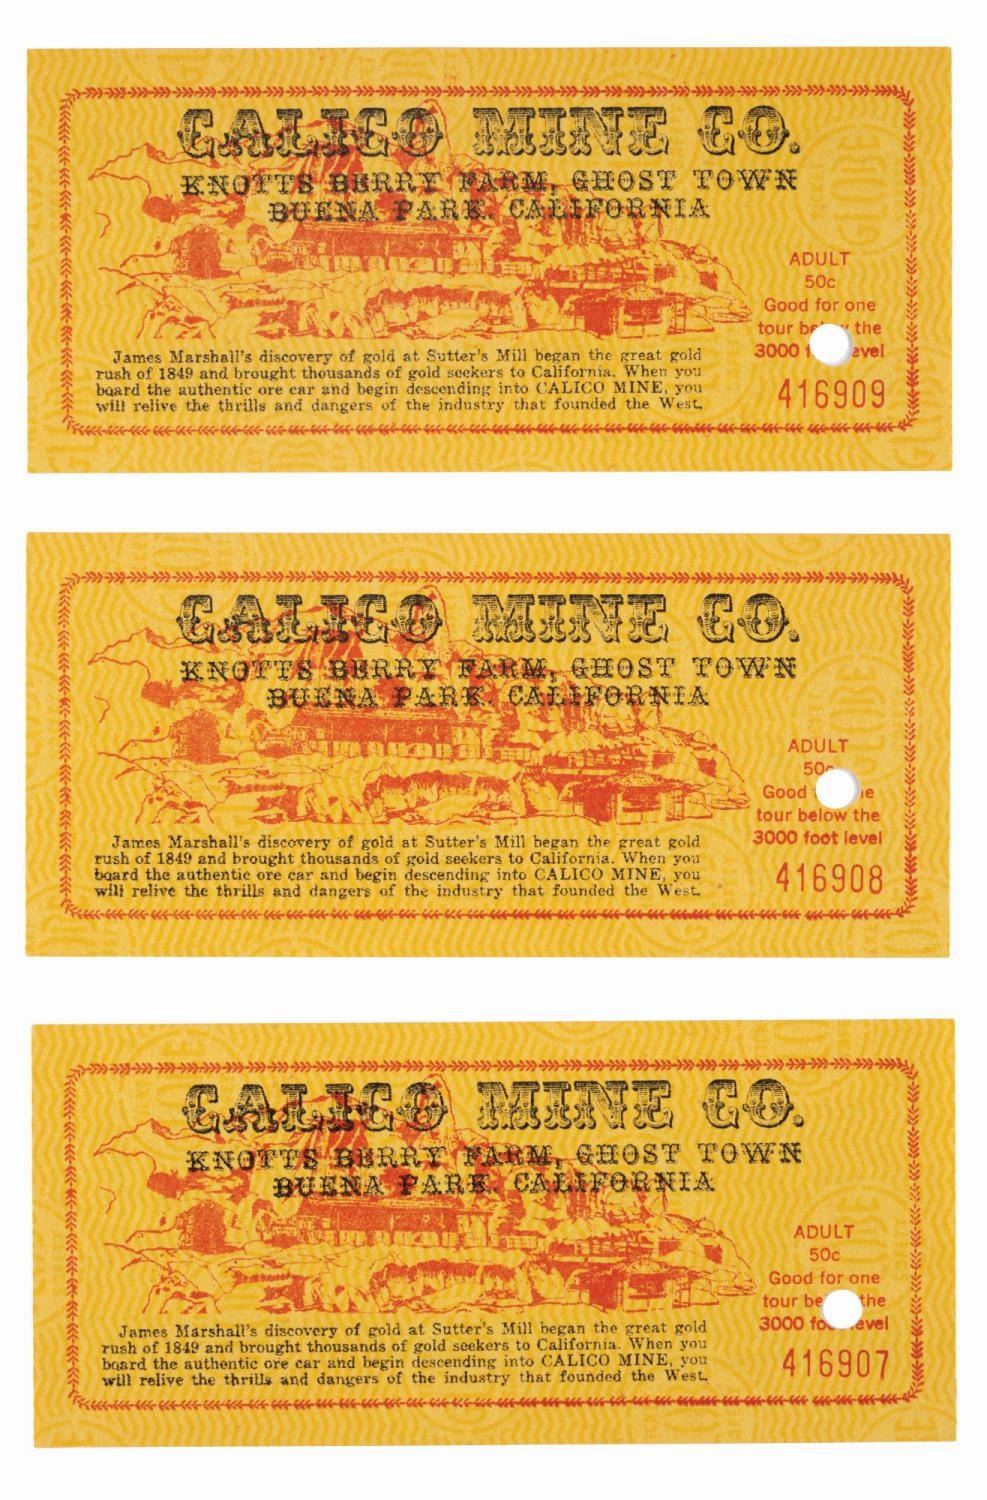 CALICO MINE CO.
KNOTTS BERRY FARM, GHOST TOWN
BUENA PARK. CALIFORNIA
ADULT
50c
Good for one
tour the
3000
416909
James Marshall's discovery of gold at Sutter's Mill began the great gold
rush of 1849 and brought thousands of gold seekers to California. When you
board the authentic ore car and begin descending into CALICO MINE, you
will relive the thrills and dangers of the industry that founded the West.
CALICO MINE CO.
KNOTTS BERRY FARM, GHOST TOWN
BUENA PARK. CALIFORNIA
ADULT
50c
Good
tour below the
3000 foot level
416908
James Marshall's discovery of gold at Sutter's Mill began the great gold
rush of 1849 and brought thousands of gold seekers to California. When you
board the authentic ore car and begin descending into CALICO MINE, you
will relive the thrills and dangers of the industry that founded the West.
CALICO MINE CO.
KNOTTS BERRY FARM, GHOST TOWN
BUENA PARK. CALIFORNIA
ADULT
50c
Good for one
tour the
3000
416907
James Marshall's discovery of gold at Sutter's Mill began the great gold
rush of 1849 and brought thousands of gold seekers to California. When you
board the authentic ore car and begin descending into CALICO MINE, you
will relive the thrills and dangers of the industry that founded the West.